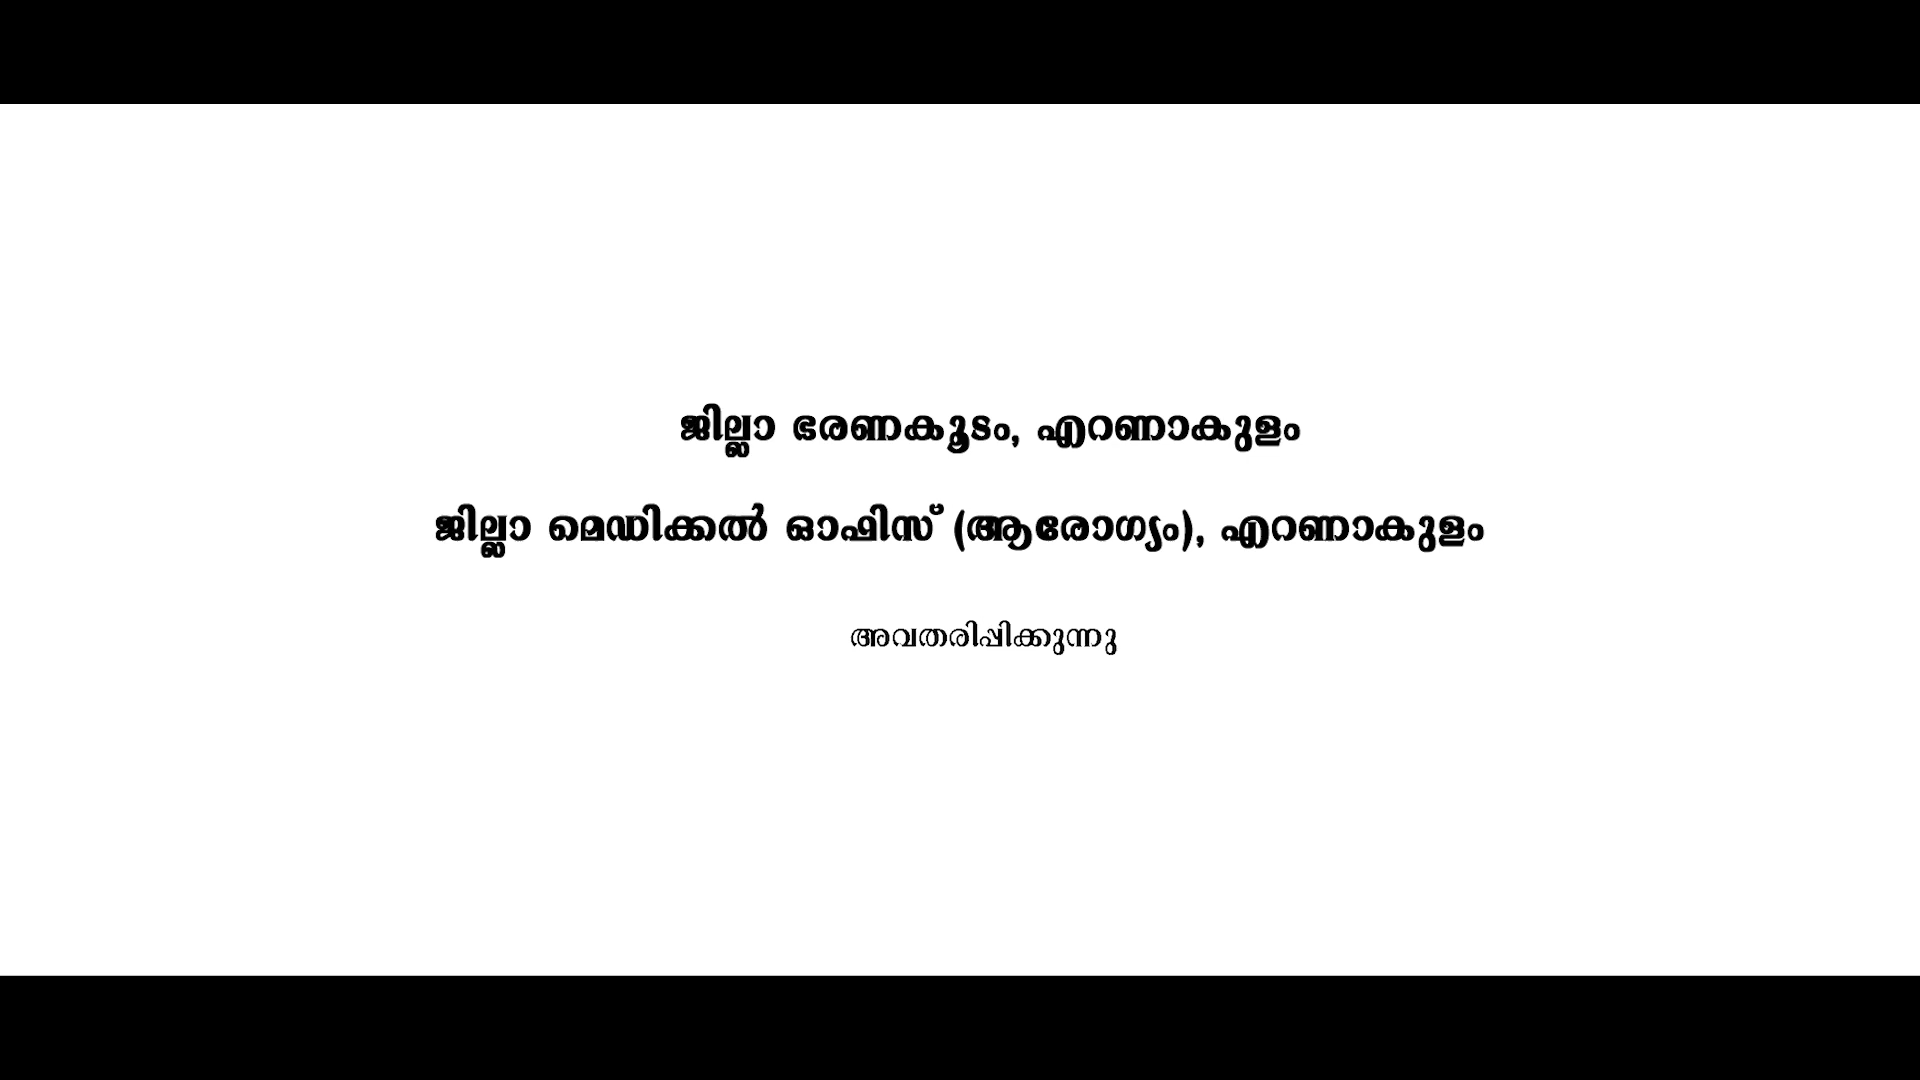 ജില്ലാ ഭരണകൂടം, എറണാകുളം
ജില്ലാ മെഡിക്കൽ ഓഫിസ് (ആരോഗ്യം), എറണാകുളം
അവതരിപ്പിക്കുന്നു